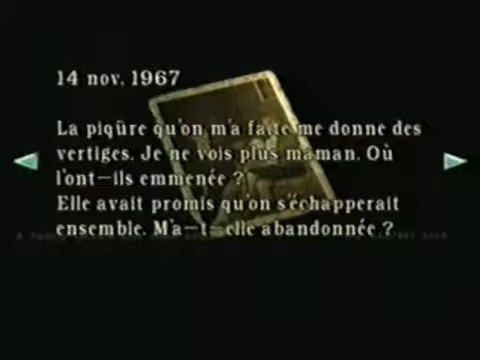 14 nov. 1967
La piqûre qu'on m'a faite me donne des
vertiges. Je ne vois plus maman. Où
l'ont-ils emmenée ?
Elle avait promis qu'on s'échapperait
ensemble. M'a-t-elle abandonnée ?